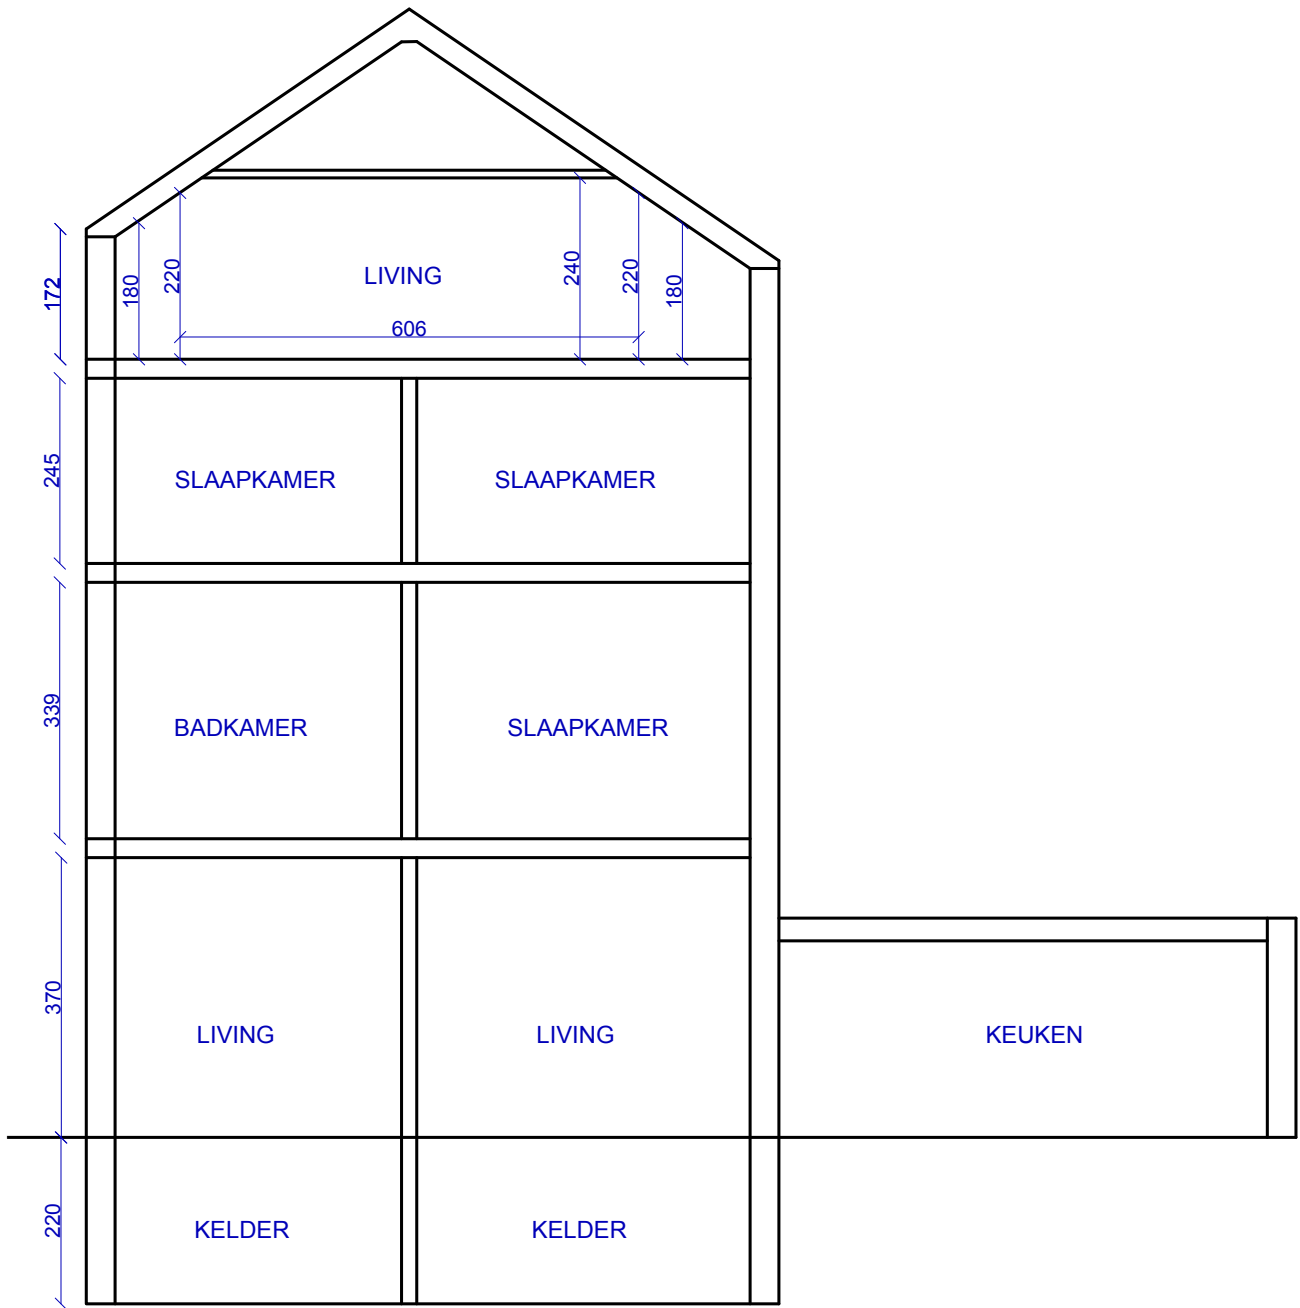 172
180
220
LIVING
240
220
180
606
245
SLAAPKAMER
SLAAPKAMER
339
BADKAMER
SLAAPKAMER
370
LIVING
LIVING
KEUKEN
220
KELDER
KELDER